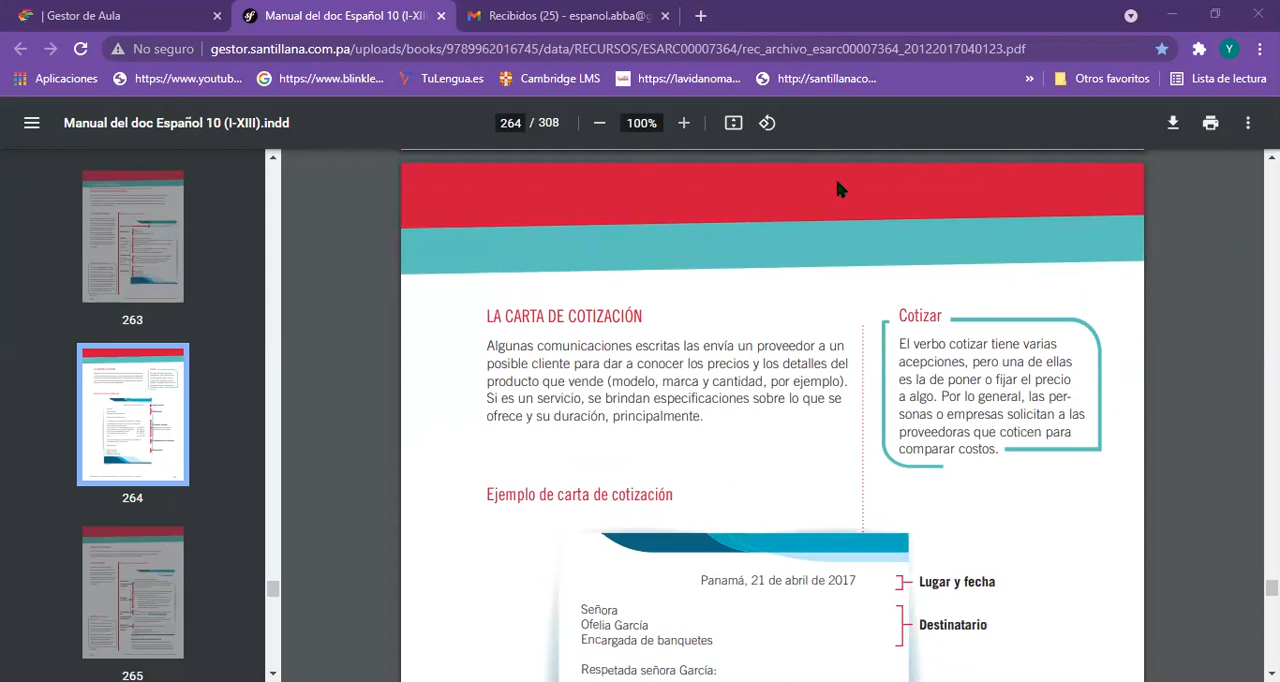 | Gestor de Aula
Manual del doc Español 10 (I-XIII
Recibidos (25) - espanol.abba@g
No seguro
gestor.santillana.com.pa/uploads/books/9789962016745/data/RECURSOS/ESARC00007364/rec_archivo_esarc00007364_20122017040123.pdf
Y
Aplicaciones
https://www.youtub...
https://www.blinkle...
TuLengua.es
Cambridge LMS
https://lavidanoma...
http://santillanaco...
»
Otros favoritos
Lista de lectura
Manual del doc Español 10 (I-XIII).indd
264 / 308
100%
263
264
265
LA CARTA DE COTIZACIÓN
Algunas comunicaciones escritas las envía un proveedor a un
posible cliente para dar a conocer los precios y los detalles del
producto que vende (modelo, marca y cantidad, por ejemplo).
Si es un servicio, se brindan especificaciones sobre lo que se
ofrece y su duración, principalmente.
Cotizar
El verbo cotizar tiene varias
acepciones, pero una de ellas
es la de poner o fijar el precio
a algo. Por lo general, las per-
sonas o empresas solicitan a las
proveedoras que coticen para
comparar costos.
Ejemplo de carta de cotización
Panamá, 21 de abril de 2017
Lugar y fecha
Señora
Ofelia García
Encargada de banquetes
Destinatario
Respetada señora García: